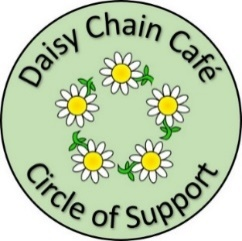 Daisy Chain Café
Circle of Support